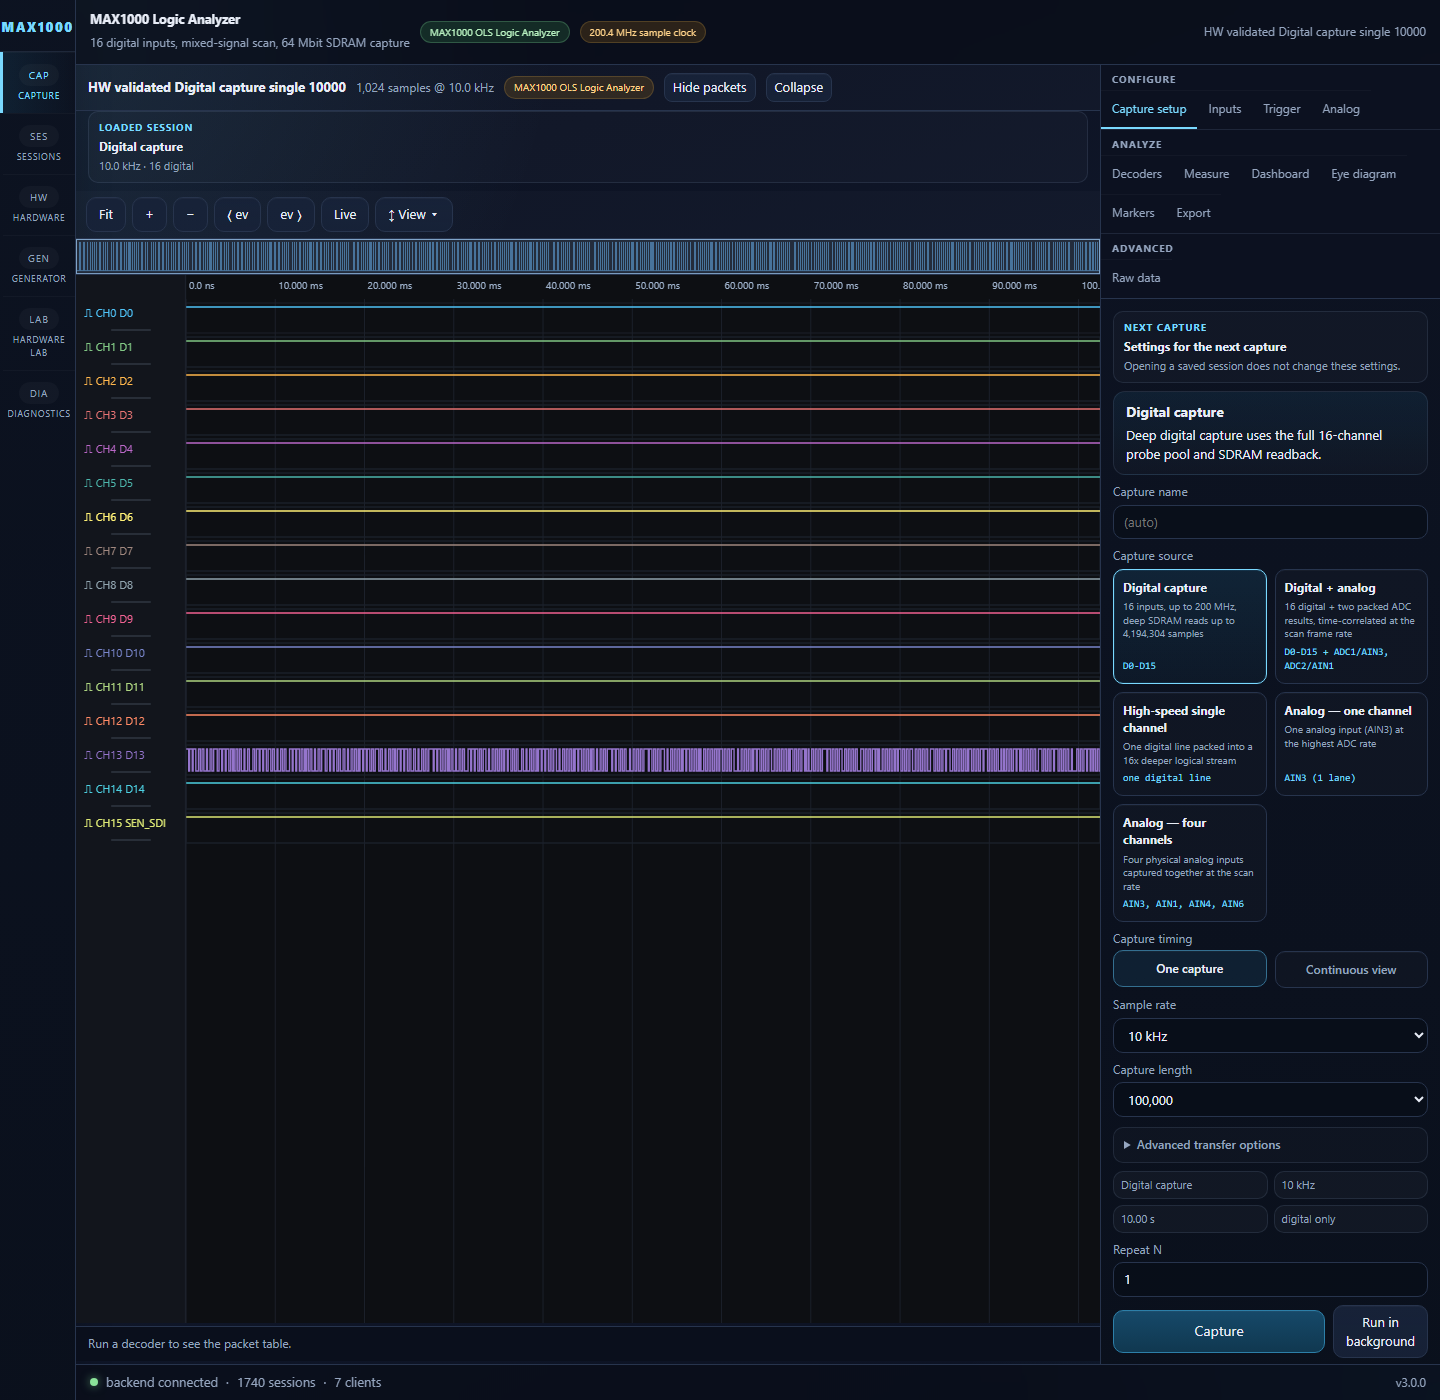 MAX1000
CAP
CAPTURE
SES
SESSIONS
HW
HARDWARE
GEN
GENERATOR
LAB
HARDWARE
LAB
DIA
DIAGNOSTICS
MAX1000 Logic Analyzer
16 digital inputs, mixed-signal scan, 64 Mbit SDRAM capture
MAX1000 OLS Logic Analyzer
200.4 MHz sample clock
HW validated Digital capture single 10000
HW validated Digital capture single 10000
1,024 samples @ 10.0 kHz
MAX1000 OLS Logic Analyzer
Hide packets
Collapse
LOADED SESSION
Digital capture
10.0 kHz · 16 digital
Fit
+
−
⟨ ev
ev ⟩
Live
↕ View ▾
0.0 ns
10.000 ms
20.000 ms
30.000 ms
40.000 ms
50.000 ms
60.000 ms
70.000 ms
80.000 ms
90.000 ms
100.
CH0 D0
CH1 D1
CH2 D2
CH3 D3
CH4 D4
CH5 D5
CH6 D6
CH7 D7
CH8 D8
CH9 D9
CH10 D10
CH11 D11
CH12 D12
CH13 D13
CH14 D14
CH15 SEN_SDI
Run a decoder to see the packet table.
CONFIGURE
Capture setup
Inputs
Trigger
Analog
ANALYZE
Decoders
Measure
Dashboard
Eye diagram
Markers
Export
ADVANCED
Raw data
NEXT CAPTURE
Settings for the next capture
Opening a saved session does not change these settings.
Digital capture
Deep digital capture uses the full 16-channel
probe pool and SDRAM readback.
Capture name
(auto)
Capture source
Digital capture
16 inputs, up to 200 MHz,
deep SDRAM reads up to
4,194,304 samples
D0-D15
Digital + analog
16 digital + two packed ADC
results, time-correlated at the
scan frame rate
D0-D15 + ADC1/AIN3,
ADC2/AIN1
High-speed single
channel
One digital line packed into a
16x deeper logical stream
one digital line
Analog — one channel
One analog input (AIN3) at
the highest ADC rate
AIN3 (1 lane)
Analog — four
channels
Four physical analog inputs
captured together at the scan
rate
AIN3, AIN1, AIN4, AIN6
Capture timing
One capture
Continuous view
Sample rate
10 kHz
Capture length
100,000
▶ Advanced transfer options
Digital capture
10 kHz
10.00 s
digital only
Repeat N
1
Capture
Run in
background
backend connected · 1740 sessions · 7 clients
v3.0.0